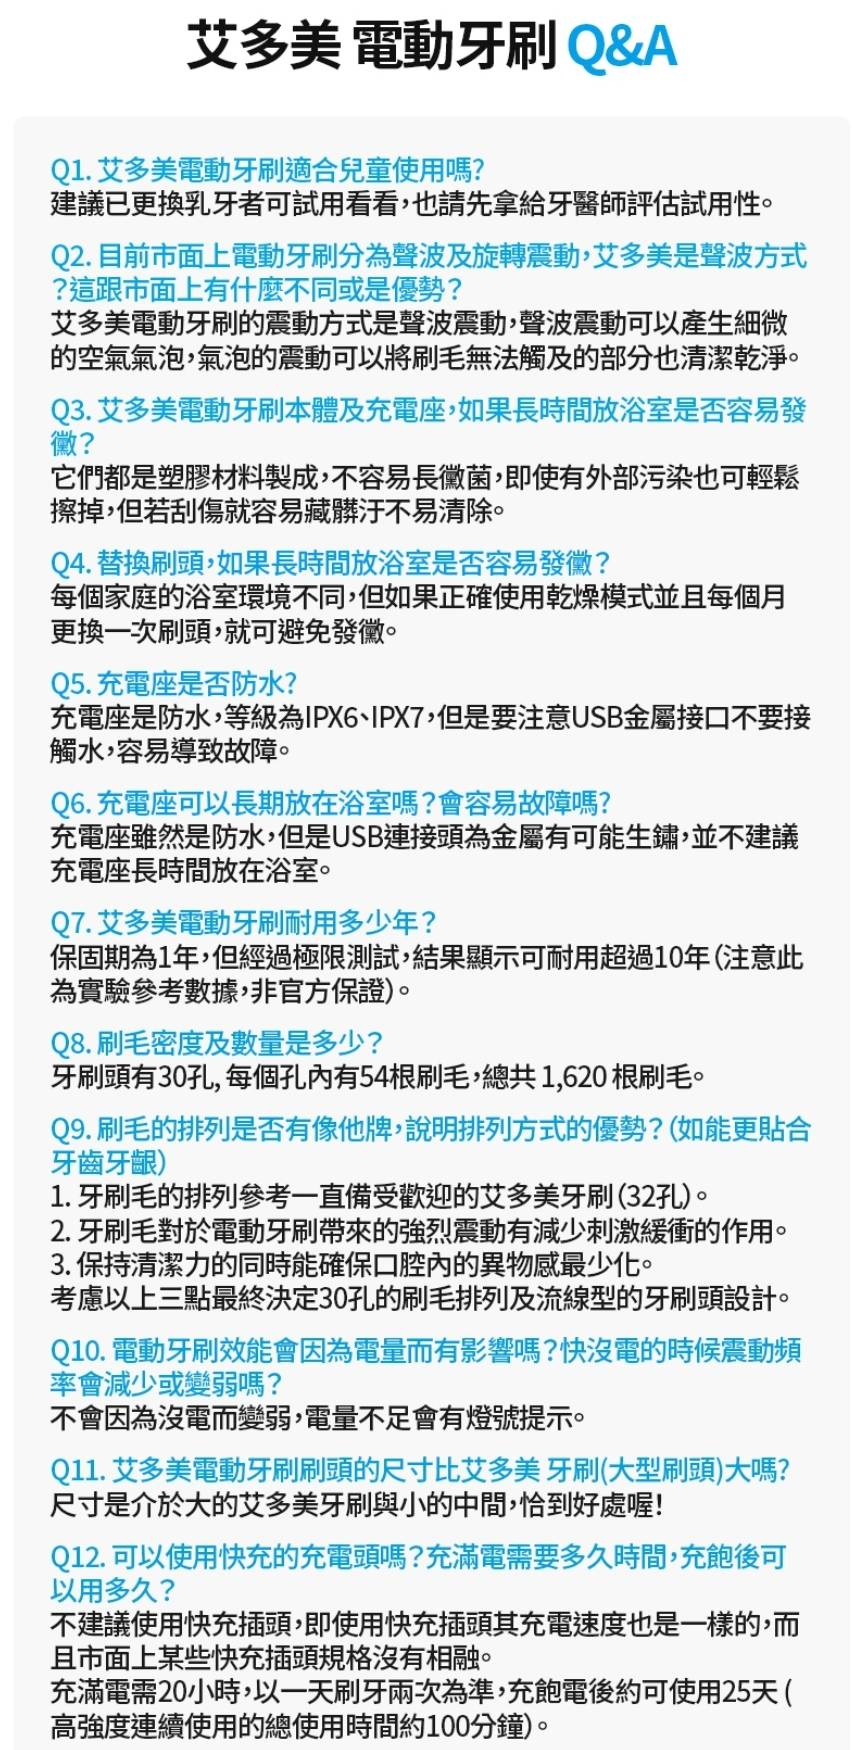 艾多美 電動牙刷 Q&A
Q1. 艾多美電動牙刷適合兒童使用嗎?
建議已更換乳牙者可試用看看,也請先拿給牙醫師評估試用性。
Q2. 目前市面上電動牙刷分為聲波及旋轉震動,艾多美是聲波方式
?這跟市面上有什麼不同或是優勢?
艾多美電動牙刷的震動方式是聲波震動,聲波震動可以產生細微
的空氣氣泡,氣泡的震動可以將刷毛無法觸及的部分也清潔乾淨。
Q3. 艾多美電動牙刷本體及充電座,如果長時間放浴室是否容易發
黴?
它們都是塑膠材料製成,不容易長黴菌,即使有外部污染也可輕鬆
擦掉,但若刮傷就容易藏髒汙不易清除。
Q4. 替換刷頭,如果長時間放浴室是否容易發黴?
每個家庭的浴室環境不同,但如果正確使用乾燥模式並且每個月
更換一次刷頭,就可避免發黴。
Q5. 充電座是否防水?
充電座是防水,等級為IPX6、IPX7,但是要注意USB金屬接口不要接
觸水,容易導致故障。
Q6. 充電座可以長期放在浴室嗎?會容易故障嗎?
充電座雖然是防水,但是USB連接頭為金屬有可能生鏽,並不建議
充電座長時間放在浴室。
Q7. 艾多美電動牙刷耐用多少年?
保固期為1年,但經過極限測試,結果顯示可耐用超過10年(注意此
為實驗參考數據,非官方保證)。
Q8. 刷毛密度及數量是多少?
牙刷頭有30孔, 每個孔內有54根刷毛,總共 1,620 根刷毛。
Q9. 刷毛的排列是否有像他牌,說明排列方式的優勢?(如能更貼合
牙齒牙齦)
1. 牙刷毛的排列參考一直備受歡迎的艾多美牙刷(32孔)。
2. 牙刷毛對於電動牙刷帶來的強烈震動有減少刺激緩衝的作用。
3. 保持清潔力的同時能確保口腔內的異物感最少化。
考慮以上三點最終決定30孔的刷毛排列及流線型的牙刷頭設計。
Q10. 電動牙刷效能會因為電量而有影響嗎?快沒電的時候震動頻
率會減少或變弱嗎?
不會因為沒電而變弱,電量不足會有燈號提示。
Q11. 艾多美電動牙刷刷頭的尺寸比艾多美 牙刷(大型刷頭)大嗎?
尺寸是介於大的艾多美牙刷與小的中間,恰到好處喔!
Q12. 可以使用快充的充電頭嗎?充滿電需要多久時間,充飽後可
以用多久?
不建議使用快充插頭,即使用快充插頭其充電速度也是一樣的,而
且市面上某些快充插頭規格沒有相融。
充滿電需20小時,以一天刷牙兩次為準,充飽電後約可使用25天 (
高強度連續使用的總使用時間約100分鐘)。